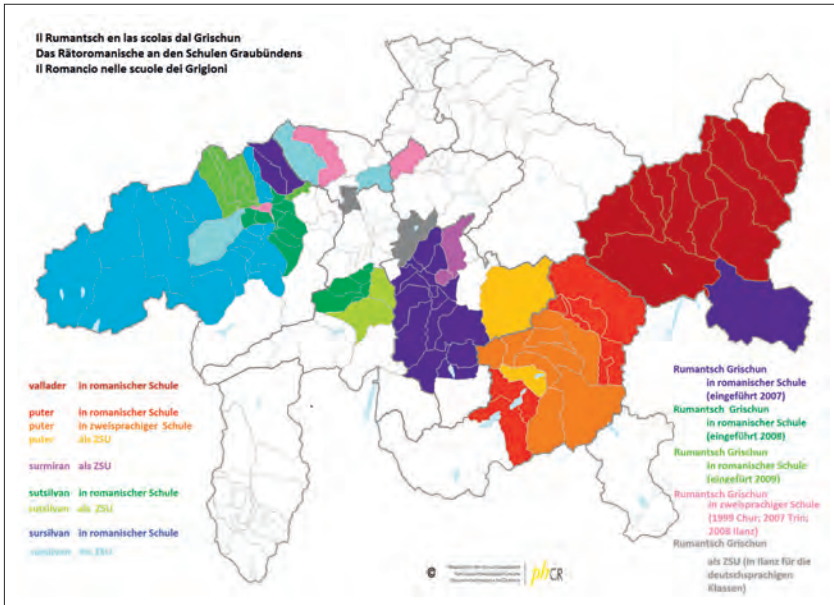 Il Rumantsch en las scolas dal Grischun
Das Rätoromanische an den Schulen Graubündens
Il Romancio nelle scuole dei Grigioni
vallader in romanischer Schule
puter in romanischer Schule
puter in zweisprachiger Schule
puter als ZSU
surmiran als ZSU
sutsilvan in romanischer Schule
sutsilvan als ZSU
sursilvan in romanischer Schule
sursilvan als ZSU
Rumantsch Grischun
in romanischer Schule
(eingeführt 2007)
Rumantsch Grischun
in romanischer Schule
(eingeführt 2008)
Rumantsch Grischun
in romanischer Schule
(eingefürt 2009)
Rumantsch Grischun
in zweisprachiger Schule
(1999 Chur; 2007 Trin;
2008 Ilanz)
Rumantsch Grischun
als ZSU (in Ilanz für die
deutschsprachigen
Klassen)
© phGR